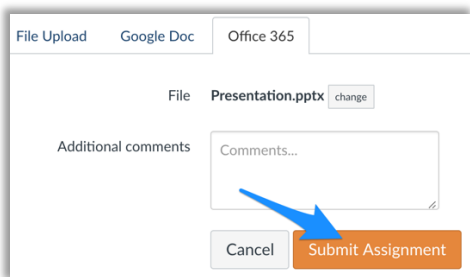 File Upload Google Doc Office 365
File Presentation.pptx change
Additional comments Comments...
Cancel Submit Assignment